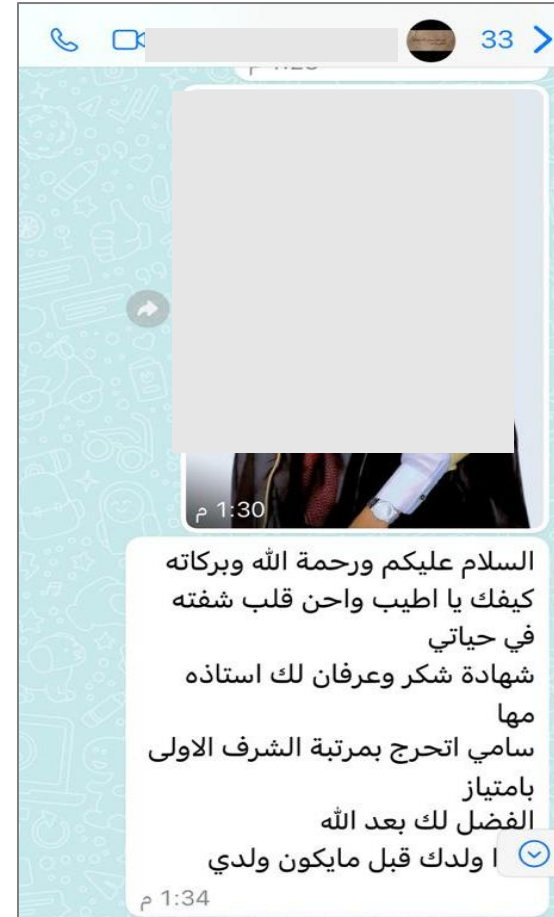 33
1:30 م
السلام عليكم ورحمة الله وبركاته
كيفك يا اطيب واحن قلب شفته
في حياتي
شهادة شكر وعرفان لك استاذه
مها
سامي اتحرج بمرتبة الشرف الاولى
بامتياز
الفضل لك بعد الله
ولدك قبل مايكون ولدي
1:34 م